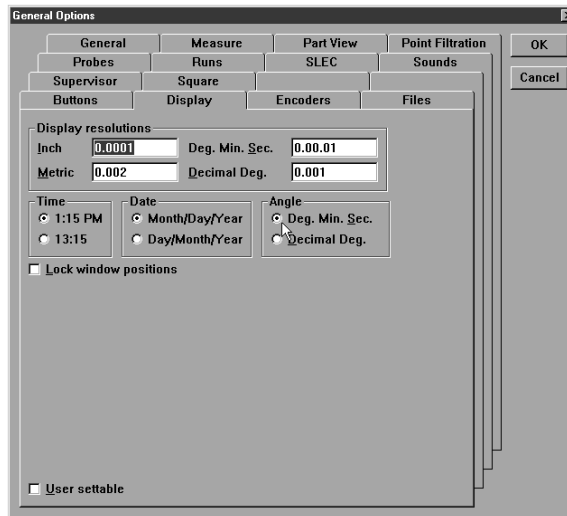 General Options
General Measure Part View Point Filtration
OK
Probes Runs SLEC Sounds
Cancel
Supervisor Square
Buttons Display Encoders Files
Display resolutions
Inch 0.0001 Deg. Min. Sec. 0.00.01
Metric 0.002 Decimal Deg. 0.001
Time Date Angle
1:15 PM Month/Day/Year Deg. Min. Sec.
13:15 Day/Month/Year Decimal Deg.
Lock window positions
User settable